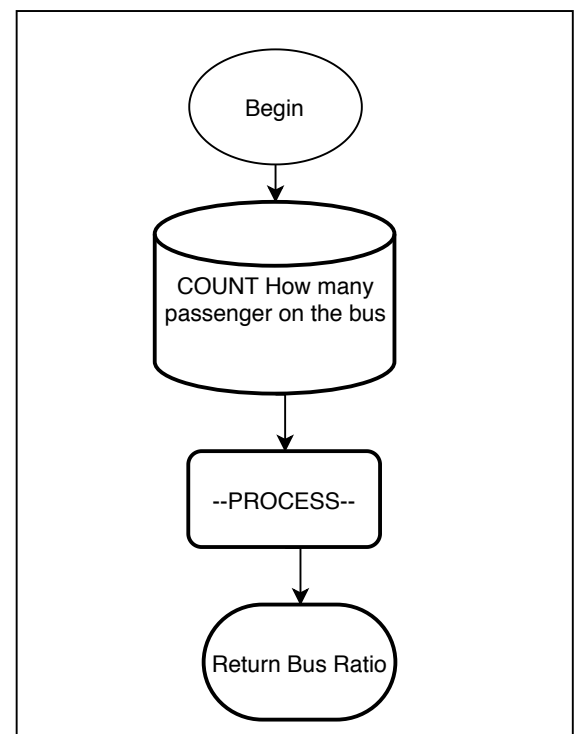 Begin
COUNT How many
passenger on the bus
--PROCESS--
Return Bus Ratio